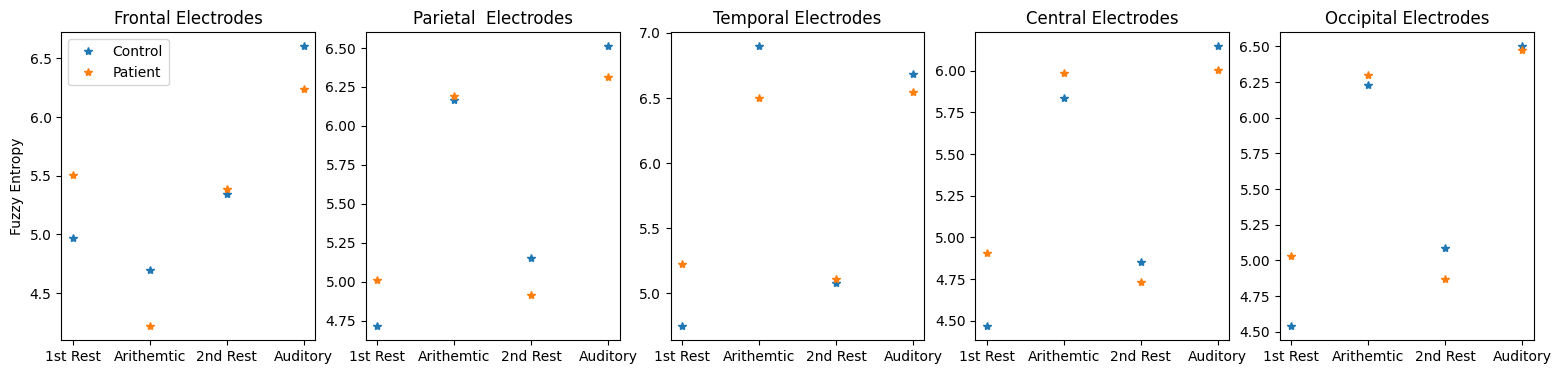 Frontal Electrodes
Control
Patient
Fuzzy Entropy
6.5
6.0
5.5
5.0
4.5
1st Rest Arithemtic 2nd Rest Auditory
Parietal  Electrodes
6.50
6.25
6.00
5.75
5.50
5.25
5.00
4.75
1st Rest Arithemtic 2nd Rest Auditory
Temporal Electrodes
7.0
6.5
6.0
5.5
5.0
1st Rest Arithemtic 2nd Rest Auditory
Central Electrodes
6.00
5.75
5.50
5.25
5.00
4.75
4.50
1st Rest Arithemtic 2nd Rest Auditory
Occipital Electrodes
6.50
6.25
6.00
5.75
5.50
5.25
5.00
4.75
4.50
1st Rest Arithemtic 2nd Rest Auditory